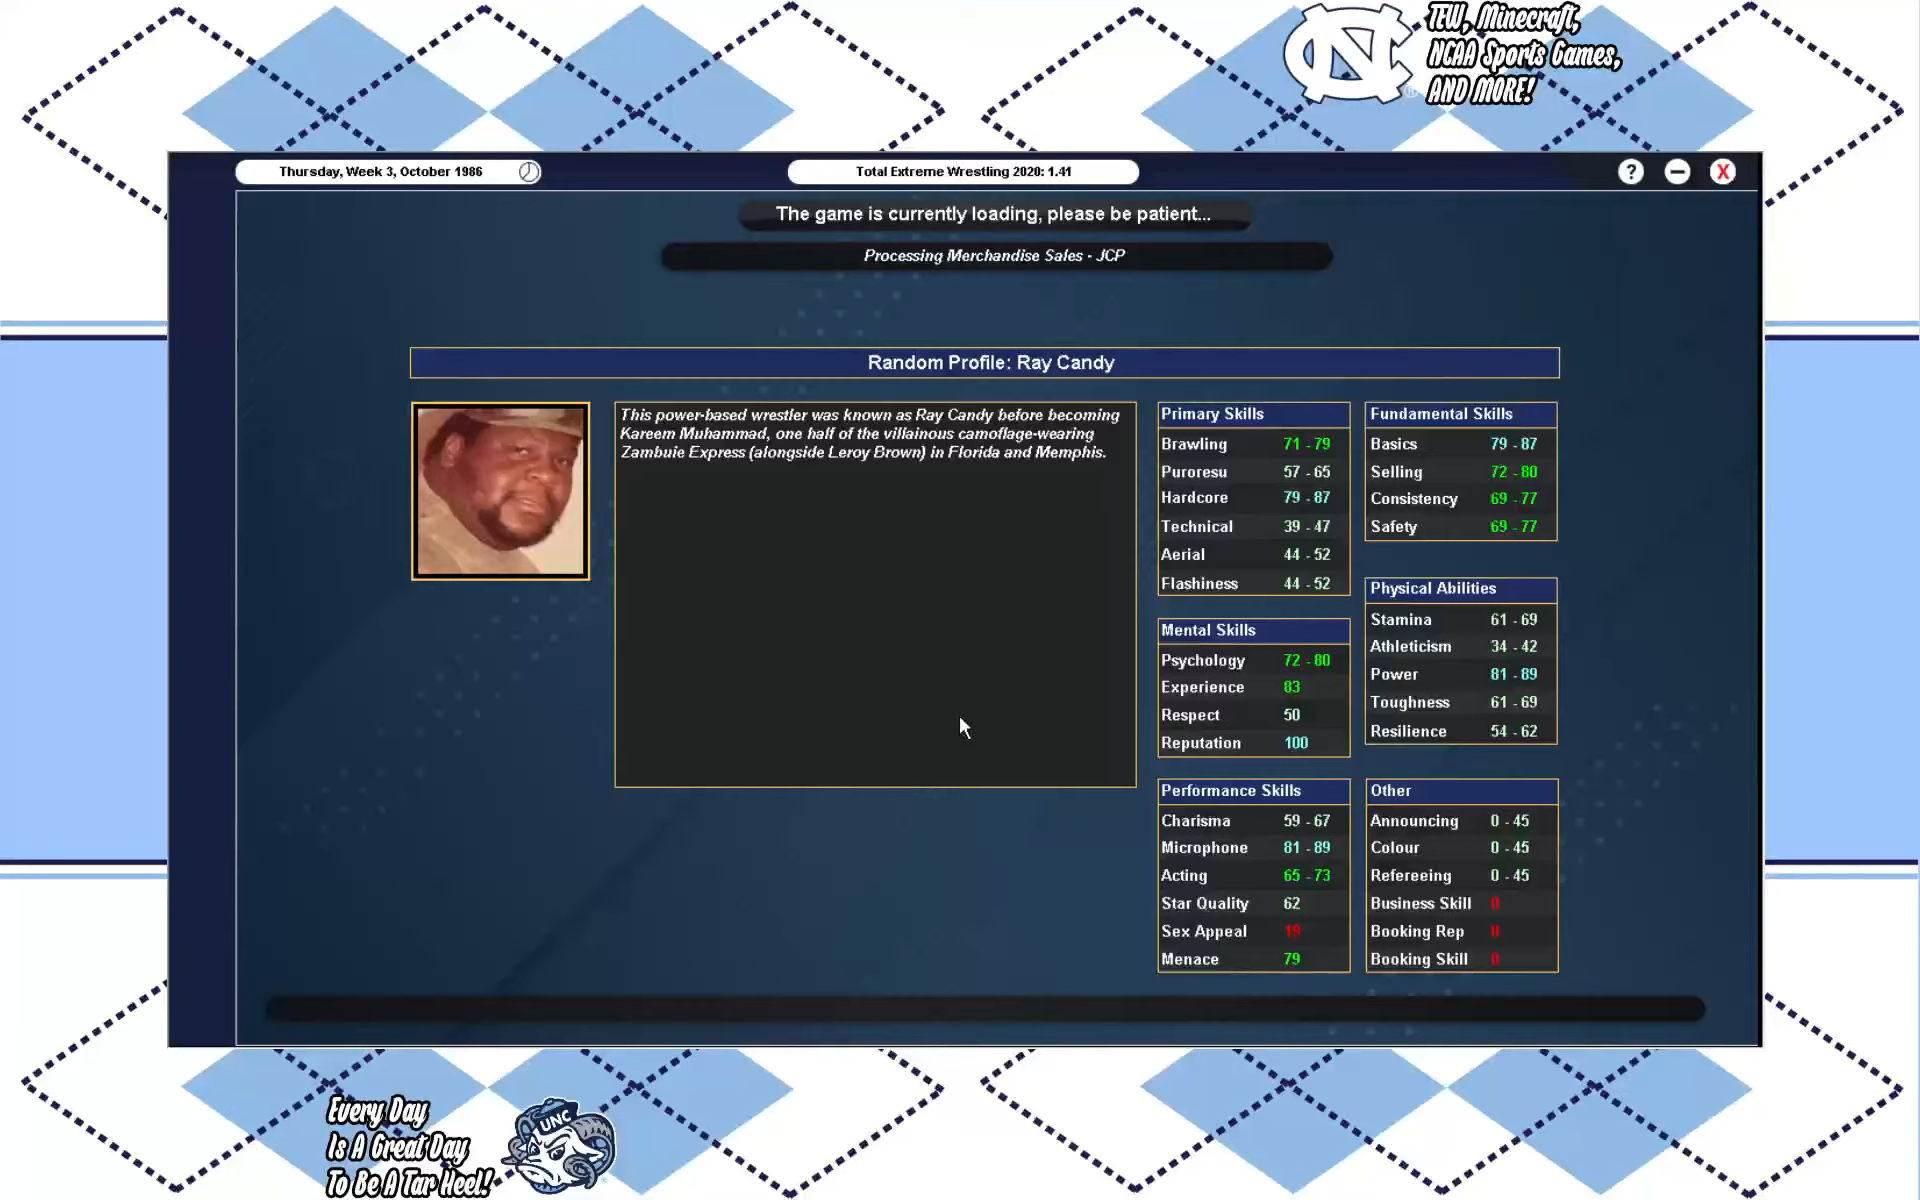 TEW, Minecraft,
NCAA Sports Games,
AND MORE!
NC
Thursday, Week 3, October 1986
Total Extreme Wrestling 2020: 1.41
?
X
The game is currently loading, please be patient...
Processing Merchandise Sales - JCP
Random Profile: Ray Candy
This power-based wrestler was known as Ray Candy before becoming
Kareem Muhammad, one half of the villainous camoflage-wearing
Zambuie Express (alongside Leroy Brown) in Florida and Memphis.
Primary Skills
Brawling 71 - 79
Puroresu 57 - 65
Hardcore 79 - 87
Technical 39 - 47
Aerial 44 - 52
Flashiness 44 - 52
Mental Skills
Psychology 72 - 80
Experience 83
Respect 50
Reputation 100
Performance Skills
Charisma 59 - 67
Microphone 81 - 89
Acting 65 - 73
Star Quality 62
Sex Appeal 19
Menace 79
Fundamental Skills
Basics 79 - 87
Selling 72 - 80
Consistency 69 - 77
Safety 69 - 77
Physical Abilities
Stamina 61 - 69
Athleticism 34 - 42
Power 81 - 89
Toughness 61 - 69
Resilience 54 - 62
Other
Announcing 0 - 45
Colour 0 - 45
Refereeing 0 - 45
Business Skill 0
Booking Rep 0
Booking Skill 0
Every Day
Is A Great Day
To Be A Tar Heel!
UNC